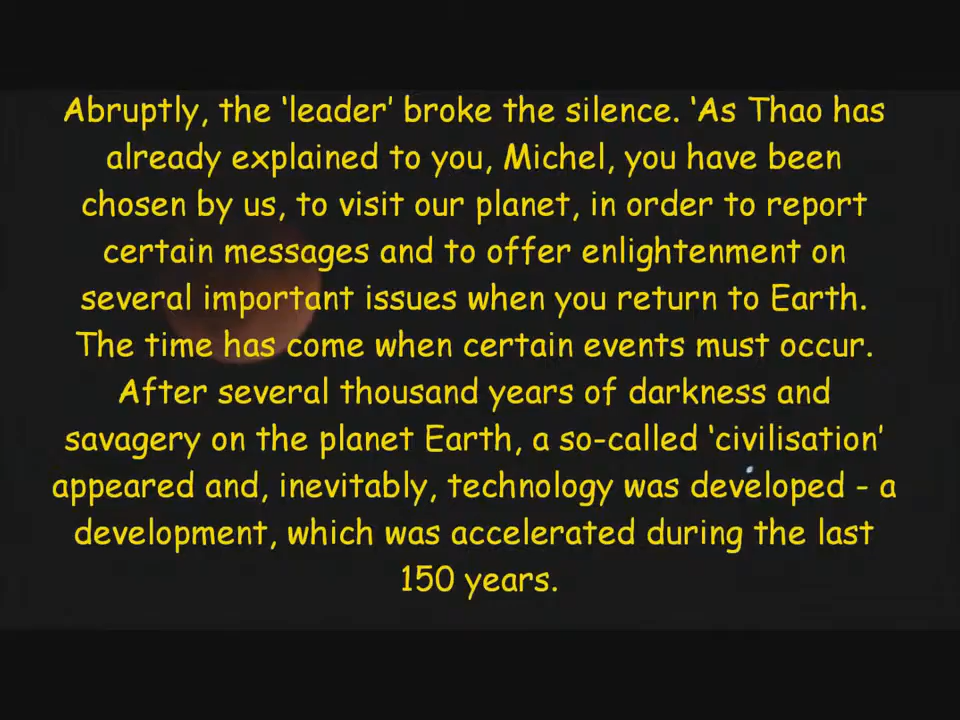 Abruptly, the ‘leader’ broke the silence. ‘As Thao has
already explained to you, Michel, you have been
chosen by us, to visit our planet, in order to report
certain messages and to offer enlightenment on
several important issues when you return to Earth.
The time has come when certain events must occur.
After several thousand years of darkness and
savagery on the planet Earth, a so-called ‘civilisation’
appeared and, inevitably, technology was developed - a
development, which was accelerated during the last
150 years.